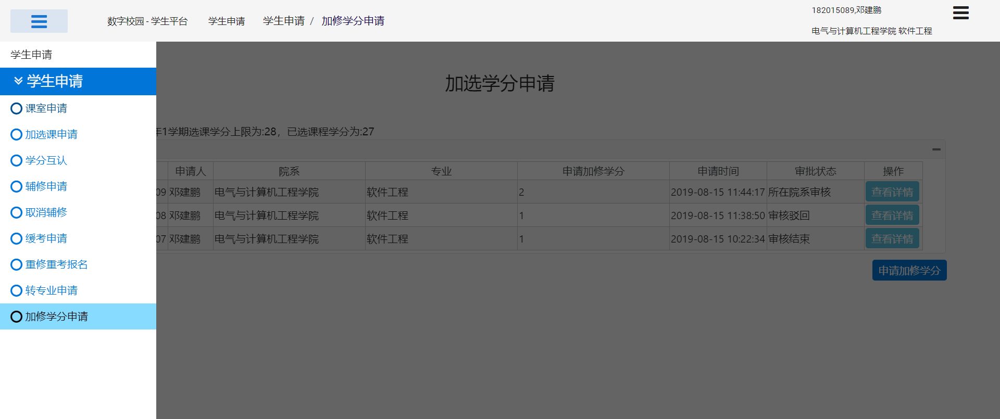 数字校园 - 学生平台 学生申请 学生申请 / 加修学分申请
182015089,邓建鹏
电气与计算机工程学院 软件工程
学生申请
学生申请
课室申请
加选课申请
学分互认
辅修申请
取消辅修
缓考申请
重修重考报名
转专业申请
加修学分申请
加选学分申请
年1学期选课学分上限为:28，已选课程学分为:27
申请人 院系 专业 申请加修学分 申请时间 审批状态 操作
09 邓建鹏 电气与计算机工程学院 软件工程 2 2019-08-15 11:44:17 所在院系审核 查看详情
08 邓建鹏 电气与计算机工程学院 软件工程 1 2019-08-15 11:38:50 审核驳回 查看详情
07 邓建鹏 电气与计算机工程学院 软件工程 1 2019-08-15 10:22:34 审核结束 查看详情
申请加修学分